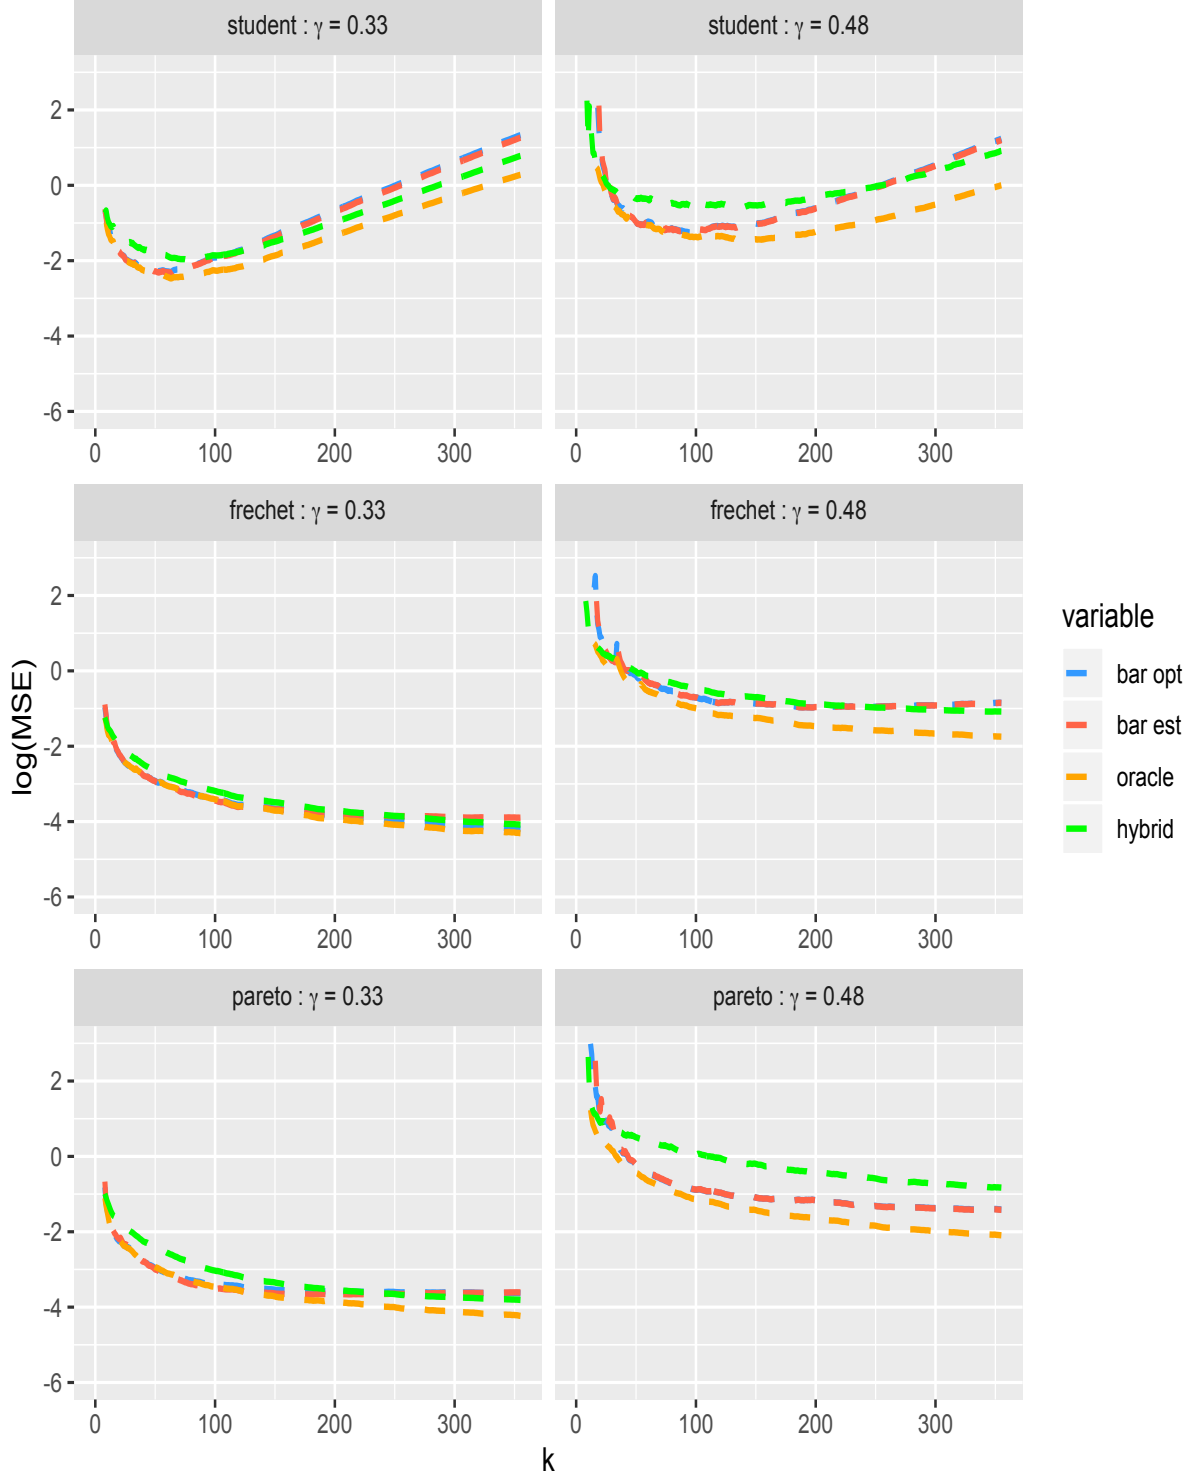 student : γ = 0.33
student : γ = 0.48
2
0
-2
-4
-6
0 100 200 300
0 100 200 300
frechet : γ = 0.33
frechet : γ = 0.48
2
0
-2
-4
-6
0 100 200 300
0 100 200 300
pareto : γ = 0.33
pareto : γ = 0.48
2
0
-2
-4
-6
0 100 200 300
0 100 200 300
log(MSE)
k
variable
bar opt
bar est
oracle
hybrid